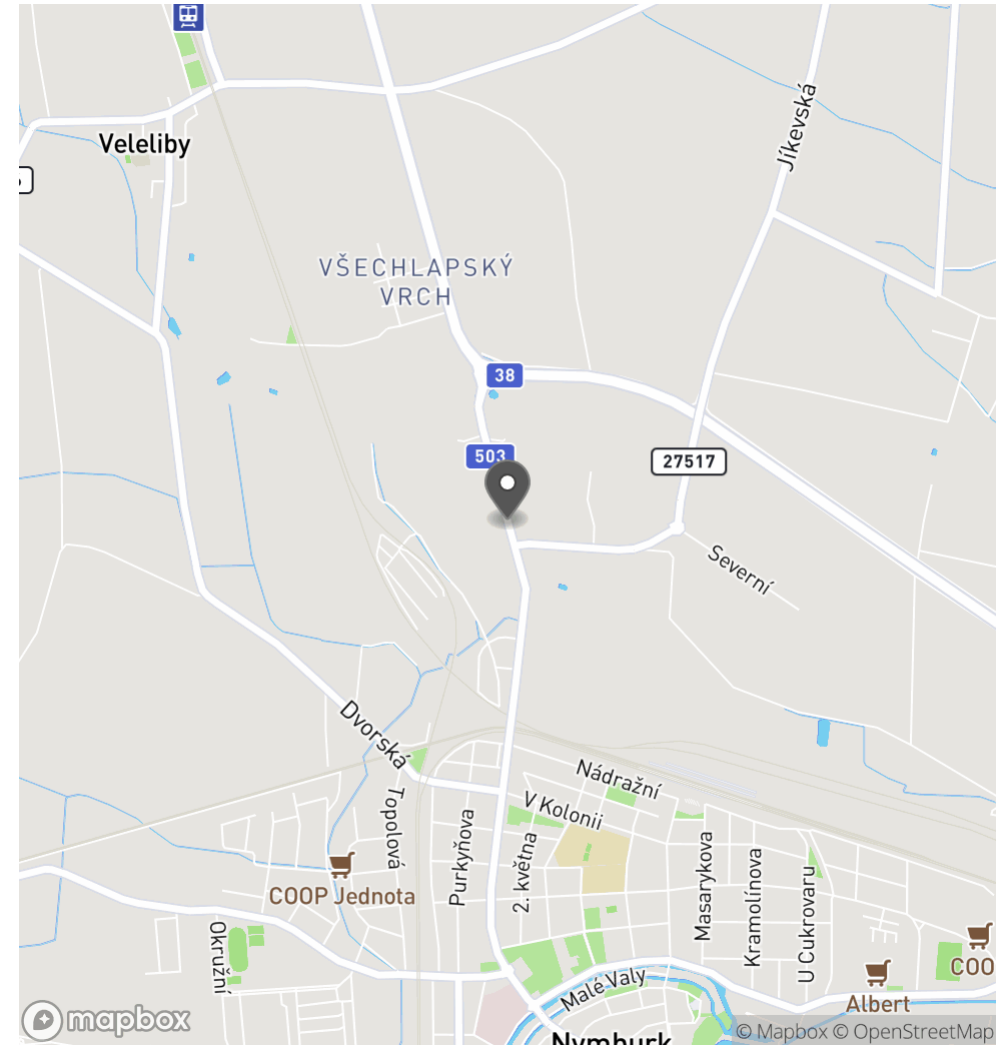 Veleliby
Jíkevská
VŠECHLAPSKÝ
VRCH
38
503
27517
Severní
Dvorská
Nádražní
V Kolonii
Topolová
Purkyňova
2. května
Masarykova
Kramolínova
U Cukrovaru
COOP Jednota
Okružní
COO
Albert
Malé Valy
Nymburk
mapbox
© Mapbox © OpenStreetMap